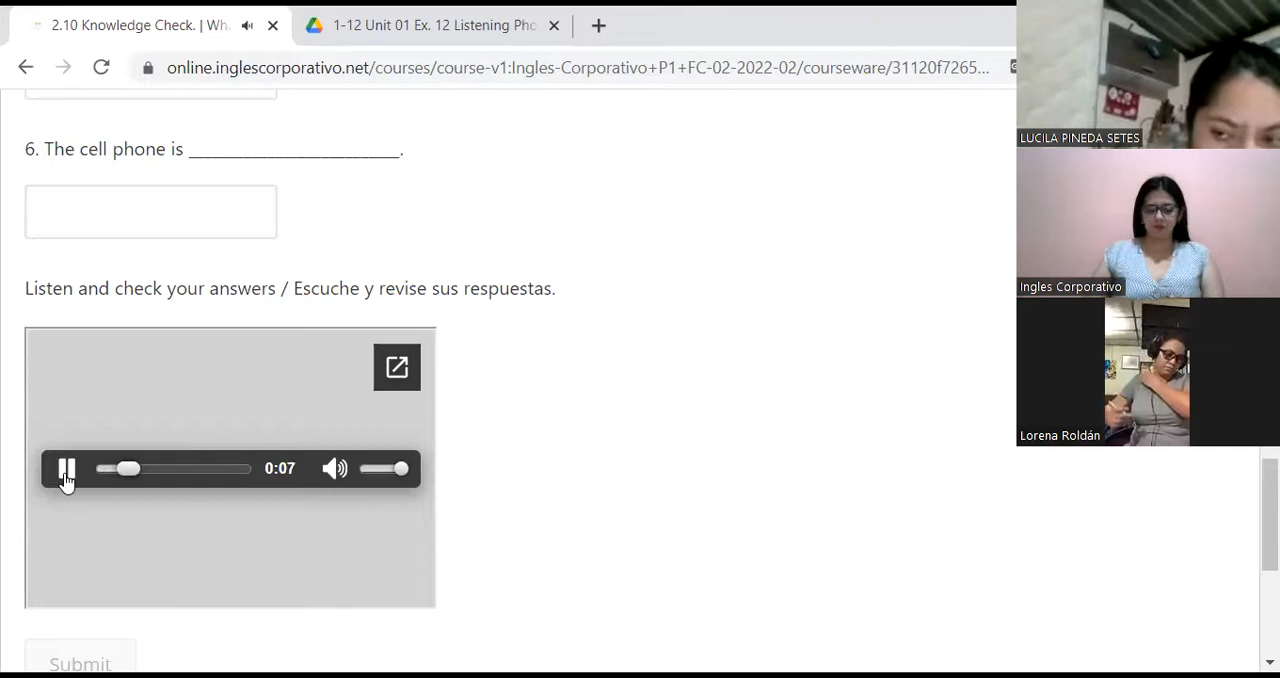 2.10 Knowledge Check. | Wh
1-12 Unit 01 Ex. 12 Listening Pho
online.inglescorporativo.net/courses/course-v1:Ingles-Corporativo+P1+FC-02-2022-02/courseware/31120f7265...
LUCILA PINEDA SETES
6. The cell phone is ________________________.
Ingles Corporativo
Listen and check your answers / Escuche y revise sus respuestas.
Lorena Roldán
0:07
Submit